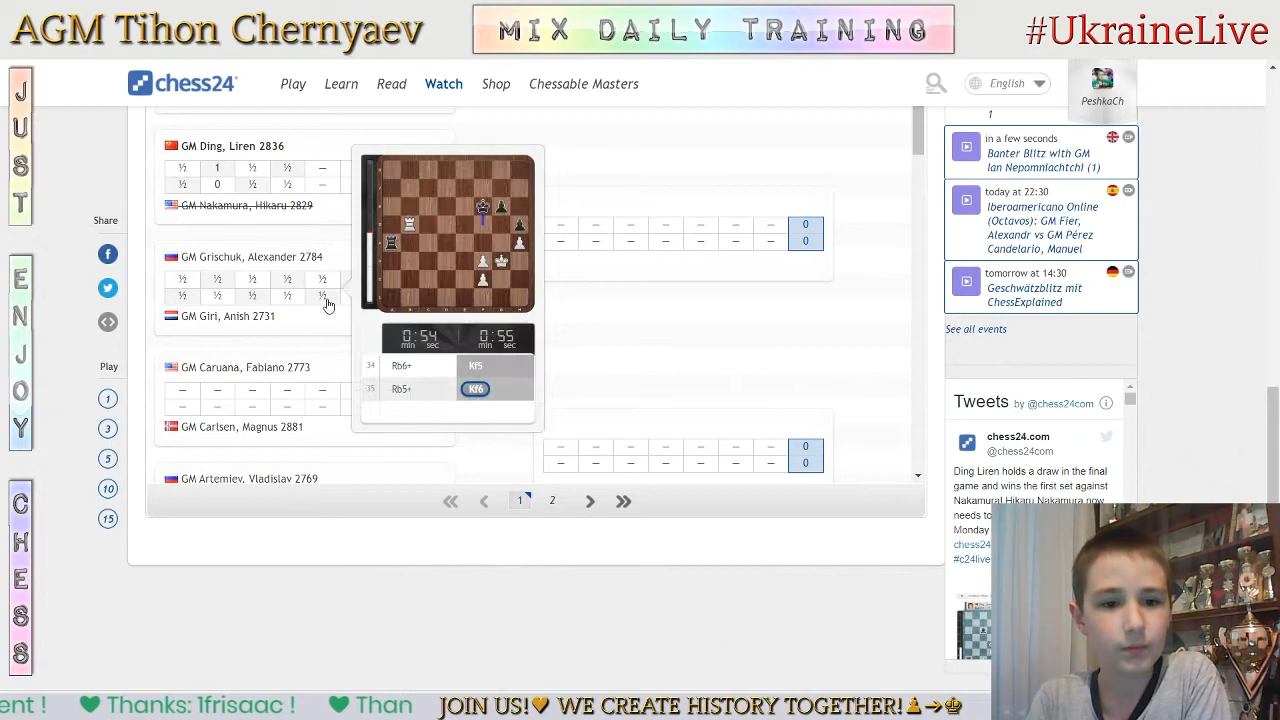 AGM Tihon Chernyaev
MIX DAILY TRAINING
#UkraineLive
JUST
ENJOY
CHESS
chess24
Play
Learn
Read
Watch
Shop
Chessable Masters
English
PeshkaCh
1
GM Ding, Liren 2836
½ 1 ½ ½ –
½ 0 ½ ½ –
GM Nakamura, Hikaru 2829
GM Grischuk, Alexander 2784
½ ½ ½ ½ ½
½ ½ ½ ½ ½
GM Giri, Anish 2731
GM Caruana, Fabiano 2773
– – – – –
– – – – –
GM Carlsen, Magnus 2881
GM Artemiev, Vladislav 2769
0:54 min sec
0:55 min sec
34 Rb6+ Kf5
35 Rb5+ Kf6
– – – – – – – 0
– – – – – – – 0
– – – – – – – 0
– – – – – – – 0
1 2
Share
Play
1
3
5
10
15
in a few seconds
Banter Blitz with GM
Ian Nepomniachtchi (1)
today at 22:30
Iberoamericano Online
(Octavos): GM Fier,
Alexandr vs GM Pérez
Candelario, Manuel
tomorrow at 14:30
Geschwätzblitz mit
ChessExplained
See all events
Tweets by @chess24com
chess24.com
@chess24com
Ding Liren holds a draw in the final
game and wins the first set against
Nakamura! Hikaru Nakamura now
needs to
Monday
chess
#c24live
ent !
Thanks: 1frisaac !
Than
JOIN US! WE CREATE HISTORY TOGETHER!